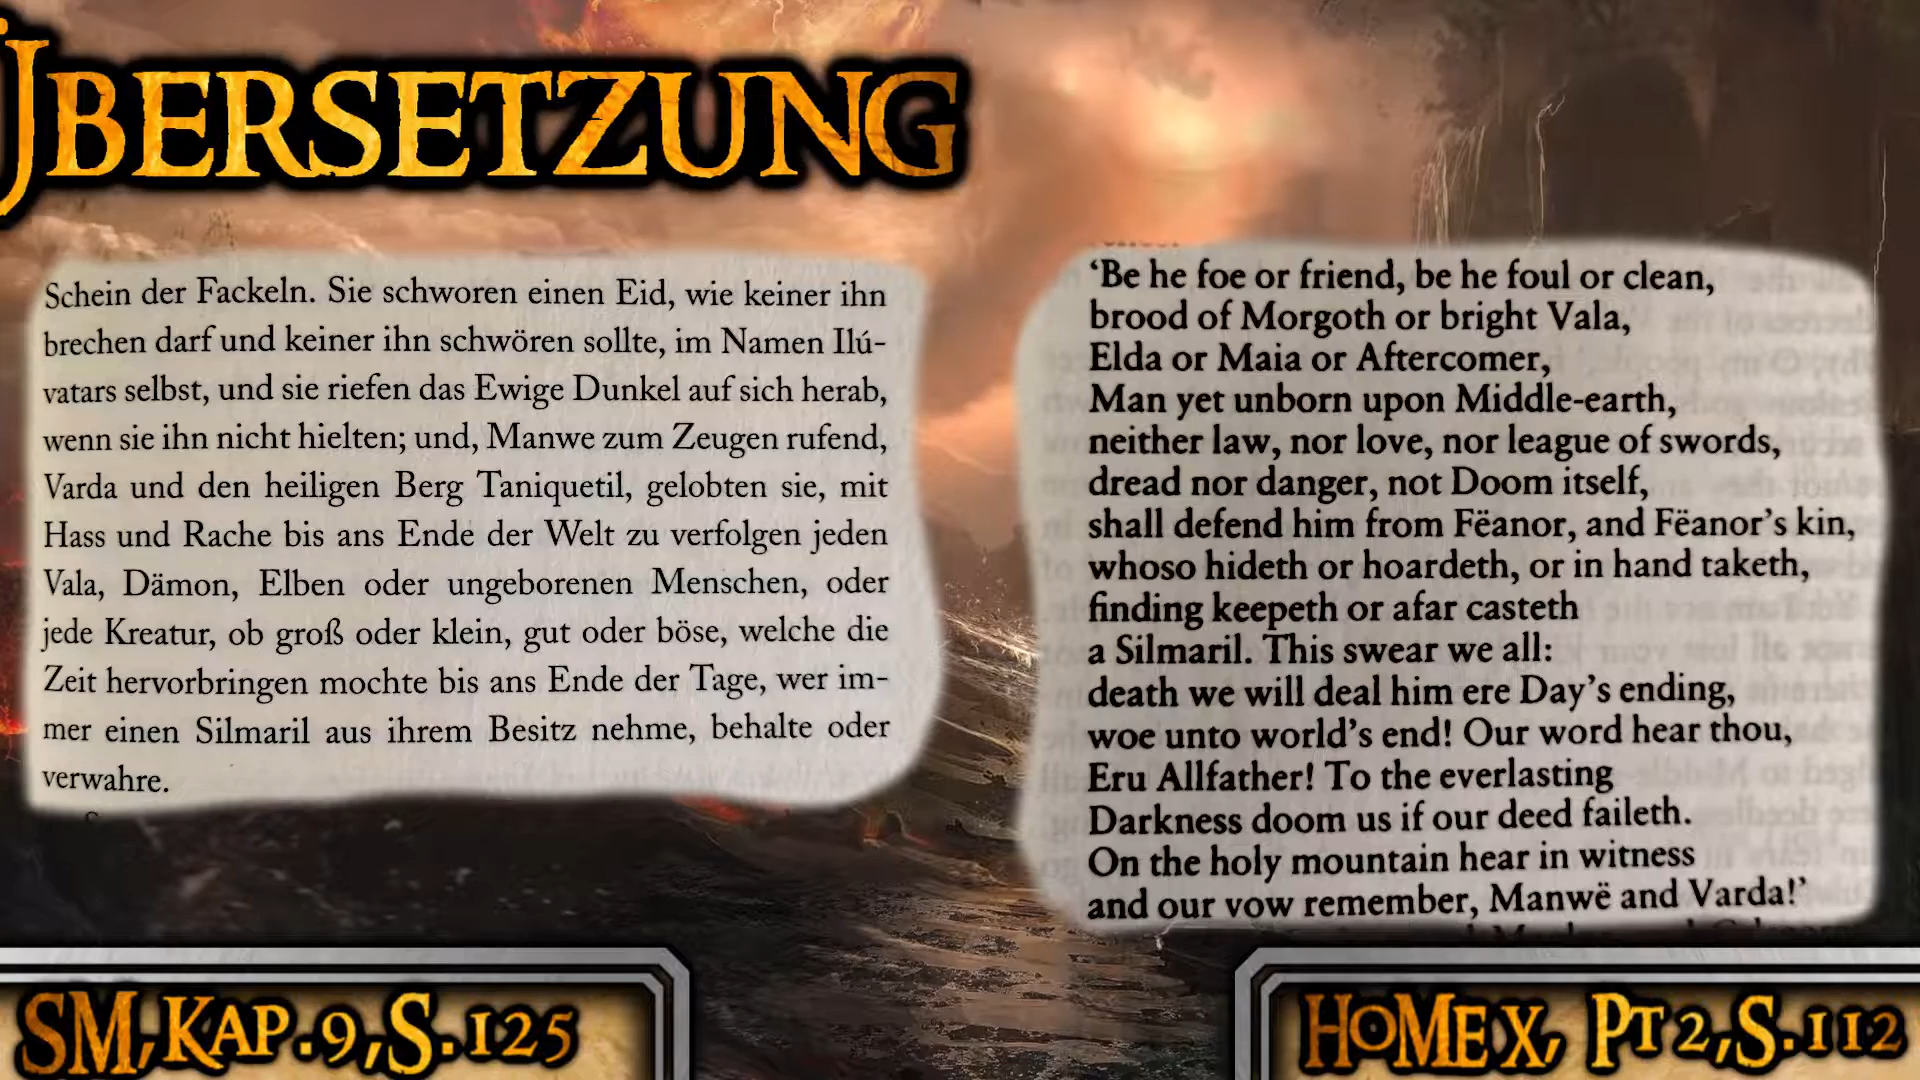 ÜBERSETZUNG
Schein der Fackeln. Sie schworen einen Eid, wie keiner ihn
brechen darf und keiner ihn schwören sollte, im Namen Ilú-
vatars selbst, und sie riefen das Ewige Dunkel auf sich herab,
wenn sie ihn nicht hielten; und, Manwe zum Zeugen rufend,
Varda und den heiligen Berg Taniquetil, gelobten sie, mit
Hass und Rache bis ans Ende der Welt zu verfolgen jeden
Vala, Dämon, Elben oder ungeborenen Menschen, oder
jede Kreatur, ob groß oder klein, gut oder böse, welche die
Zeit hervorbringen mochte bis ans Ende der Tage, wer im-
mer einen Silmaril aus ihrem Besitz nehme, behalte oder
verwahre.
‘Be he foe or friend, be he foul or clean,
brood of Morgoth or bright Vala,
Elda or Maia or Aftercomer,
Man yet unborn upon Middle-earth,
neither law, nor love, nor league of swords,
dread nor danger, not Doom itself,
shall defend him from Fëanor, and Fëanor’s kin,
whoso hideth or hoardeth, or in hand taketh,
finding keepeth or afar casteth
a Silmaril. This swear we all:
death we will deal him ere Day’s ending,
woe unto world’s end! Our word hear thou,
Eru Allfather! To the everlasting
Darkness doom us if our deed faileth.
On the holy mountain hear in witness
and our vow remember, Manwë and Varda!’
SM, KAP.9, S.125
HoMe X, PT 2, S.112